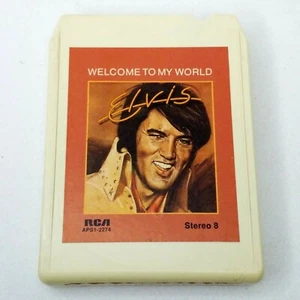 WELCOME TO MY WORLD
ELVIS
RCA
APS1-2274
Stereo 8